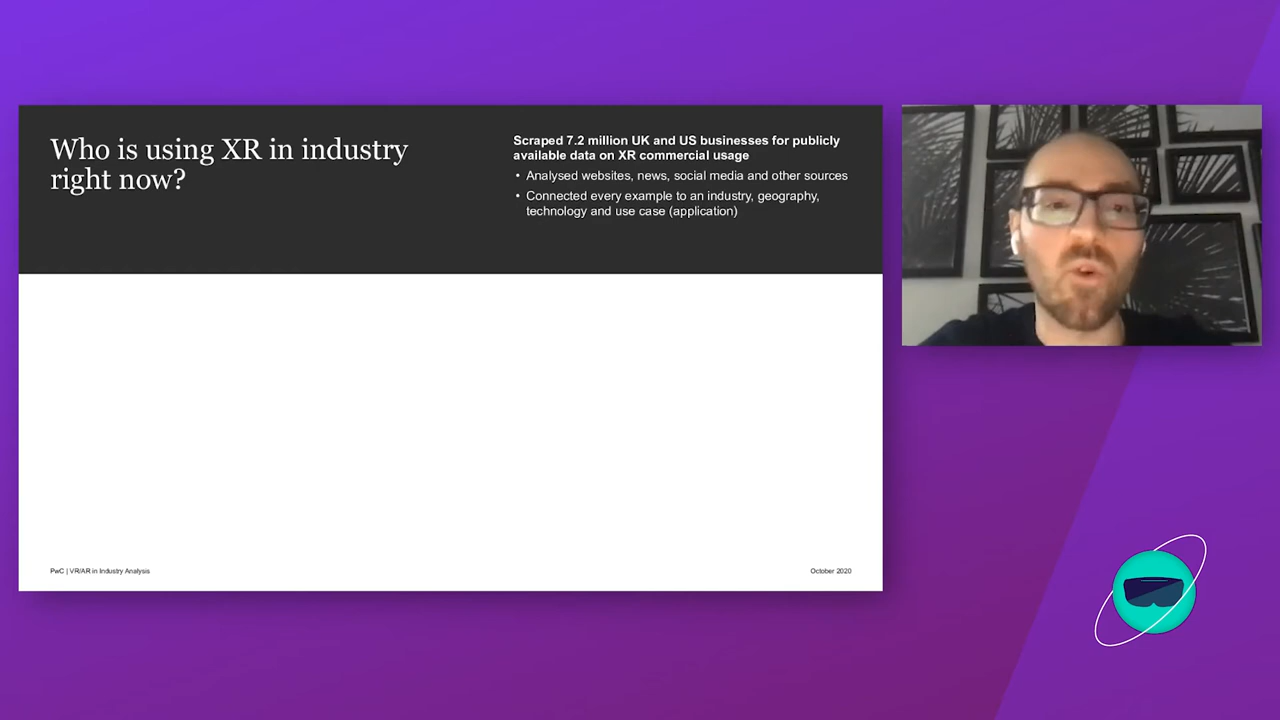 Who is using XR in industry
right now?
Scraped 7.2 million UK and US businesses for publicly
available data on XR commercial usage
• Analysed websites, news, social media and other sources
• Connected every example to an industry, geography,
technology and use case (application)
PwC | VR/AR in Industry Analysis
October 2020